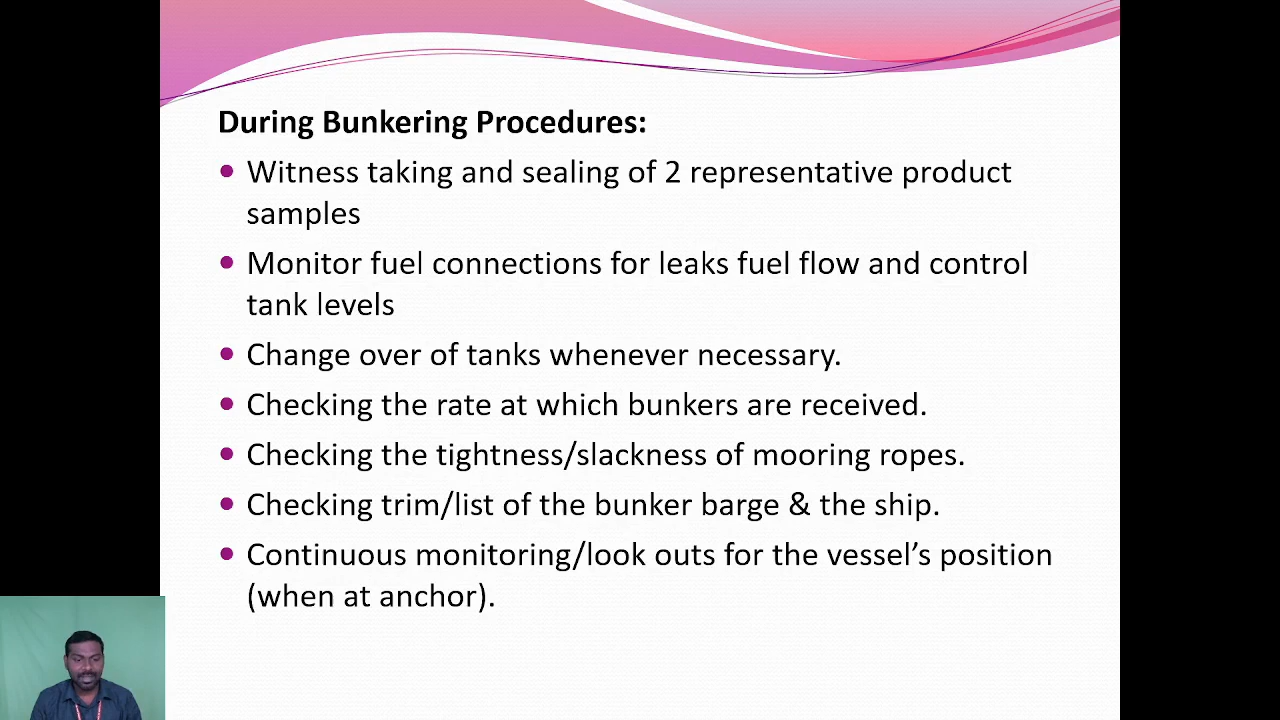 During Bunkering Procedures:
• Witness taking and sealing of 2 representative product
samples
• Monitor fuel connections for leaks fuel flow and control
tank levels
• Change over of tanks whenever necessary.
• Checking the rate at which bunkers are received.
• Checking the tightness/slackness of mooring ropes.
• Checking trim/list of the bunker barge & the ship.
• Continuous monitoring/look outs for the vessel’s position
(when at anchor).